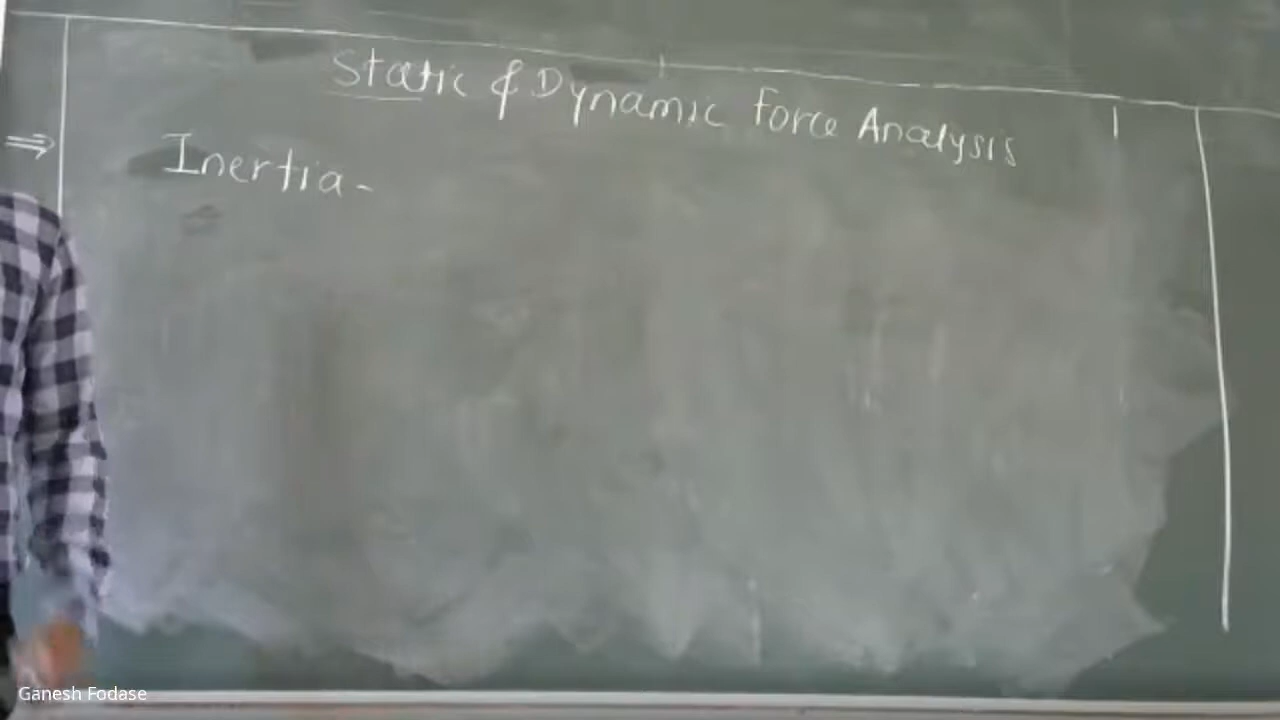 Static & Dynamic Force Analysis
⇒ Inertia -
Ganesh Fodase